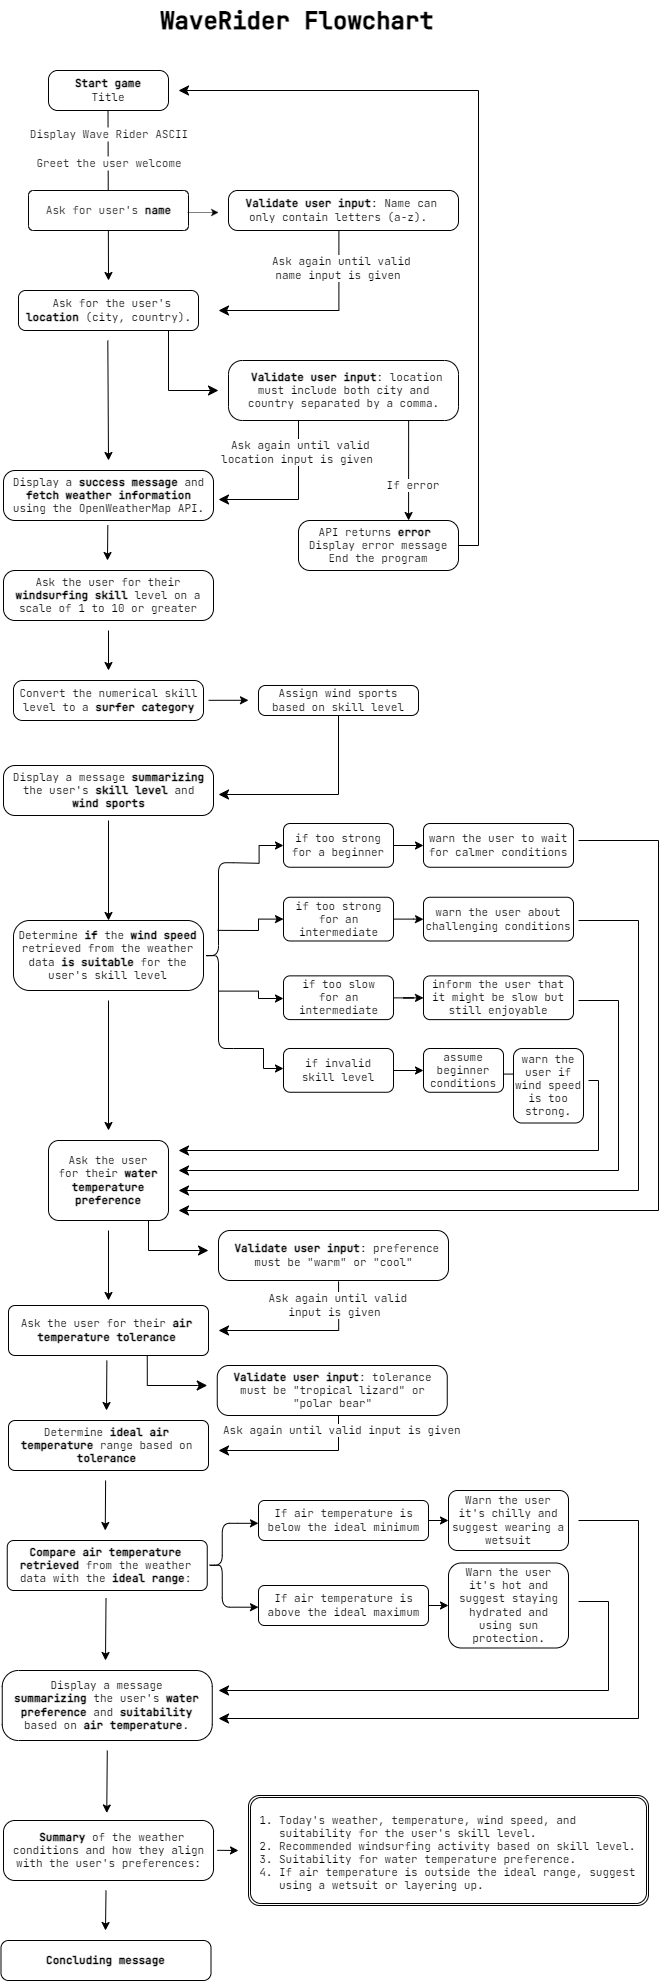 WaveRider Flowchart
Start game
Title
Display Wave Rider ASCII
Greet the user welcome
Ask for user's name
Validate user input: Name can
only contain letters (a-z).
Ask again until valid
name input is given
Ask for the user's
location (city, country).
Validate user input: location
must include both city and
country separated by a comma.
Ask again until valid
location input is given
If error
Display a success message and
fetch weather information
using the OpenWeatherMap API.
API returns error
Display error message
End the program
Ask the user for their
windsurfing skill level on a
scale of 1 to 10 or greater
Convert the numerical skill
level to a surfer category
Assign wind sports
based on skill level
Display a message summarizing
the user's skill level and
wind sports
if too strong
for a beginner
warn the user to wait
for calmer conditions
if too strong
for an
intermediate
warn the user about
challenging conditions
Determine if the wind speed
retrieved from the weather
data is suitable for the
user's skill level
if too slow
for an
intermediate
inform the user that
it might be slow but
still enjoyable
if invalid
skill level
assume
beginner
conditions
warn the
user if
wind speed
is too
strong.
Ask the user
for their water
temperature
preference
Validate user input: preference
must be "warm" or "cool"
Ask again until valid
input is given
Ask the user for their air
temperature tolerance
Validate user input: tolerance
must be "tropical lizard" or
"polar bear"
Ask again until valid input is given
Determine ideal air
temperature range based on
tolerance
If air temperature is
below the ideal minimum
Warn the user
it's chilly and
suggest wearing a
wetsuit
Compare air temperature
retrieved from the weather
data with the ideal range:
If air temperature is
above the ideal maximum
Warn the user
it's hot and
suggest staying
hydrated and
using sun
protection.
Display a message
summarizing the user's water
preference and suitability
based on air temperature.
Summary of the weather
conditions and how they align
with the user's preferences:
1. Today's weather, temperature, wind speed, and
suitability for the user's skill level.
2. Recommended windsurfing activity based on skill level.
3. Suitability for water temperature preference.
4. If air temperature is outside the ideal range, suggest
using a wetsuit or layering up.
Concluding message